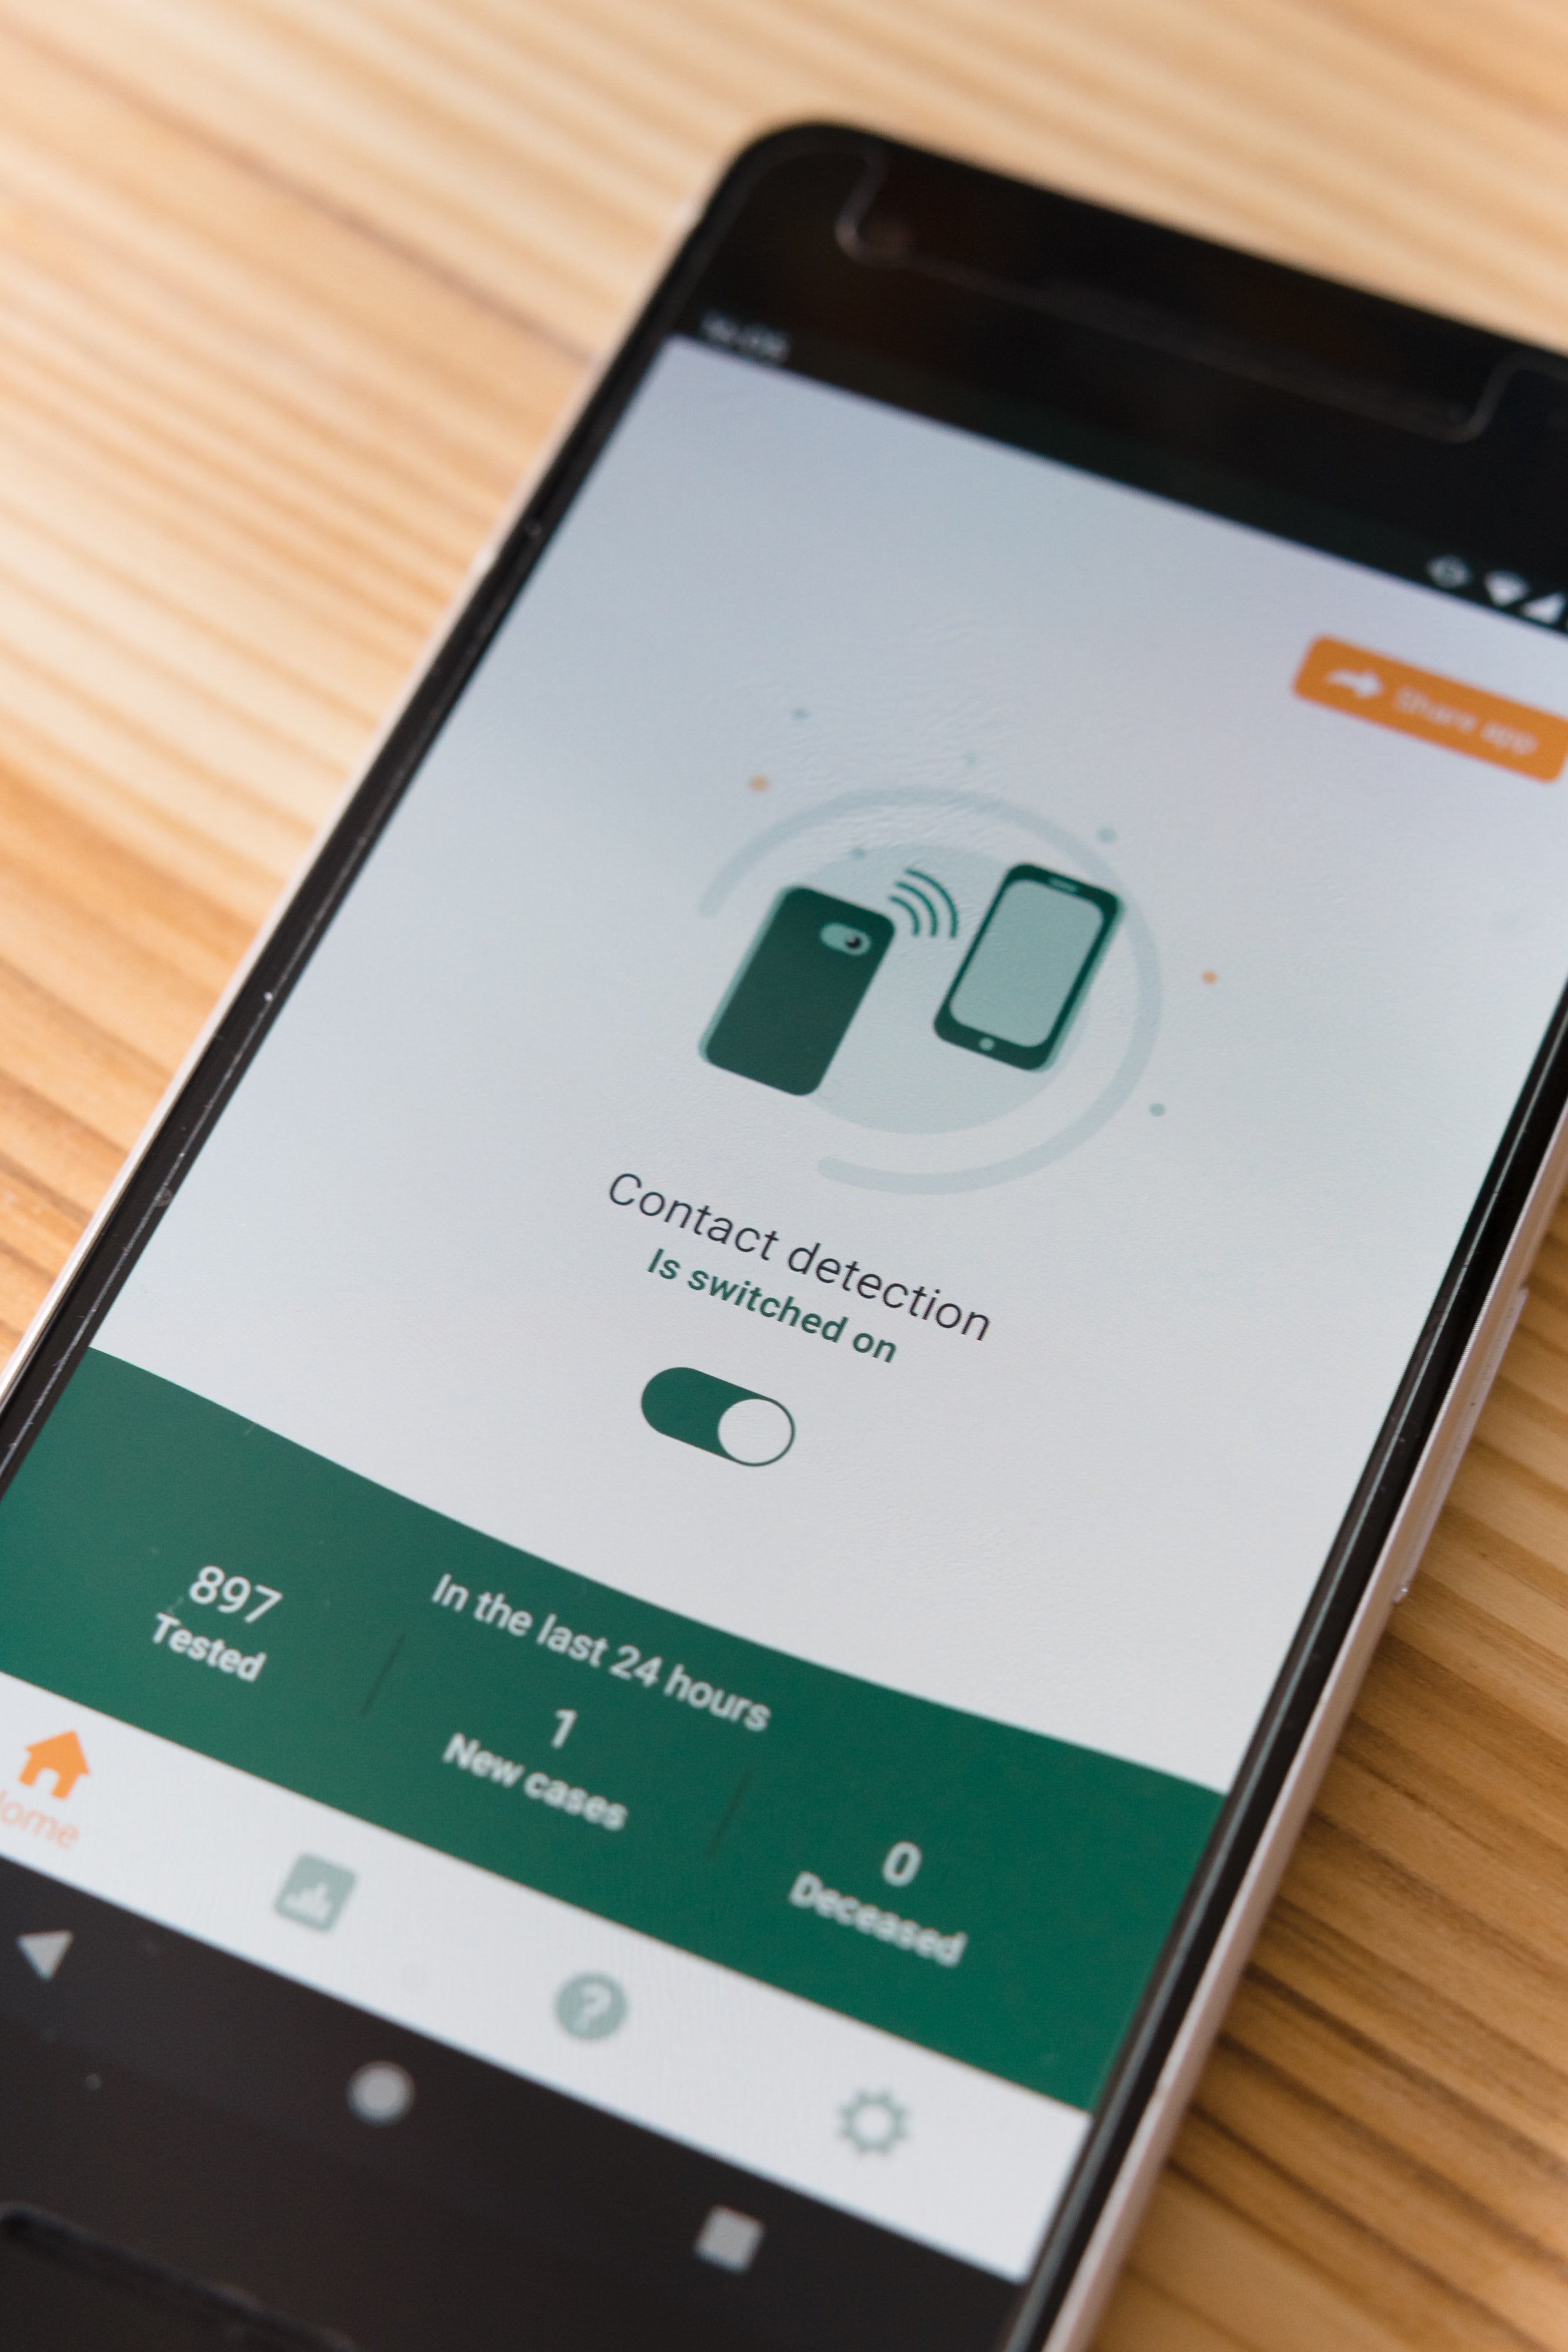 Share app
Contact detection
Is switched on
In the last 24 hours
897
Tested
1
New cases
0
Deceased
ome